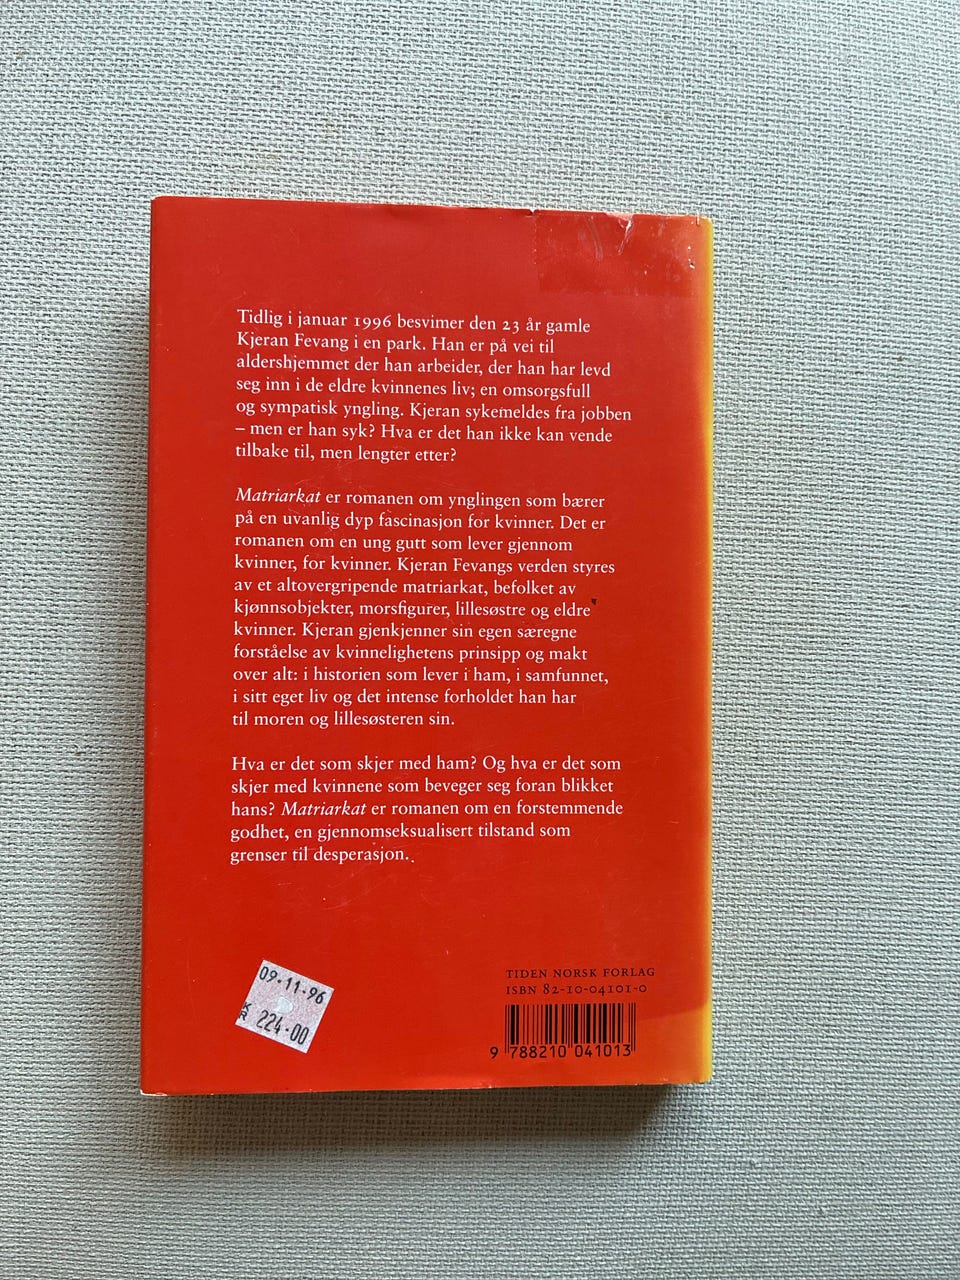 Tidlig i januar 1996 besvimer den 23 år gamle
Kjeran Fevang i en park. Han er på vei til
aldershjemmet der han arbeider, der han har levd
seg inn i de eldre kvinnenes liv; en omsorgsfull
og sympatisk yngling. Kjeran sykemeldes fra jobben
– men er han syk? Hva er det han ikke kan vende
tilbake til, men lengter etter?
Matriarkat er romanen om ynglingen som bærer
på en uvanlig dyp fascinasjon for kvinner. Det er
romanen om en ung gutt som lever gjennom
kvinner, for kvinner. Kjeran Fevangs verden styres
av et altovergripende matriarkat, befolket av
kjønnsobjekter, morsfigurer, lillesøstre og eldre
kvinner. Kjeran gjenkjenner sin egen særegne
forståelse av kvinnelighetens prinsipp og makt
over alt: i historien som lever i ham, i samfunnet,
i sitt eget liv og det intense forholdet han har
til moren og lillesøsteren sin.
Hva er det som skjer med ham? Og hva er det som
skjer med kvinnene som beveger seg foran blikket
hans? Matriarkat er romanen om en forstemmende
godhet, en gjennomseksualisert tilstand som
grenser til desperasjon.
09.11.96
KR 224.00
TIDEN NORSK FORLAG
ISBN 82-10-04101-0
9 788210 041013